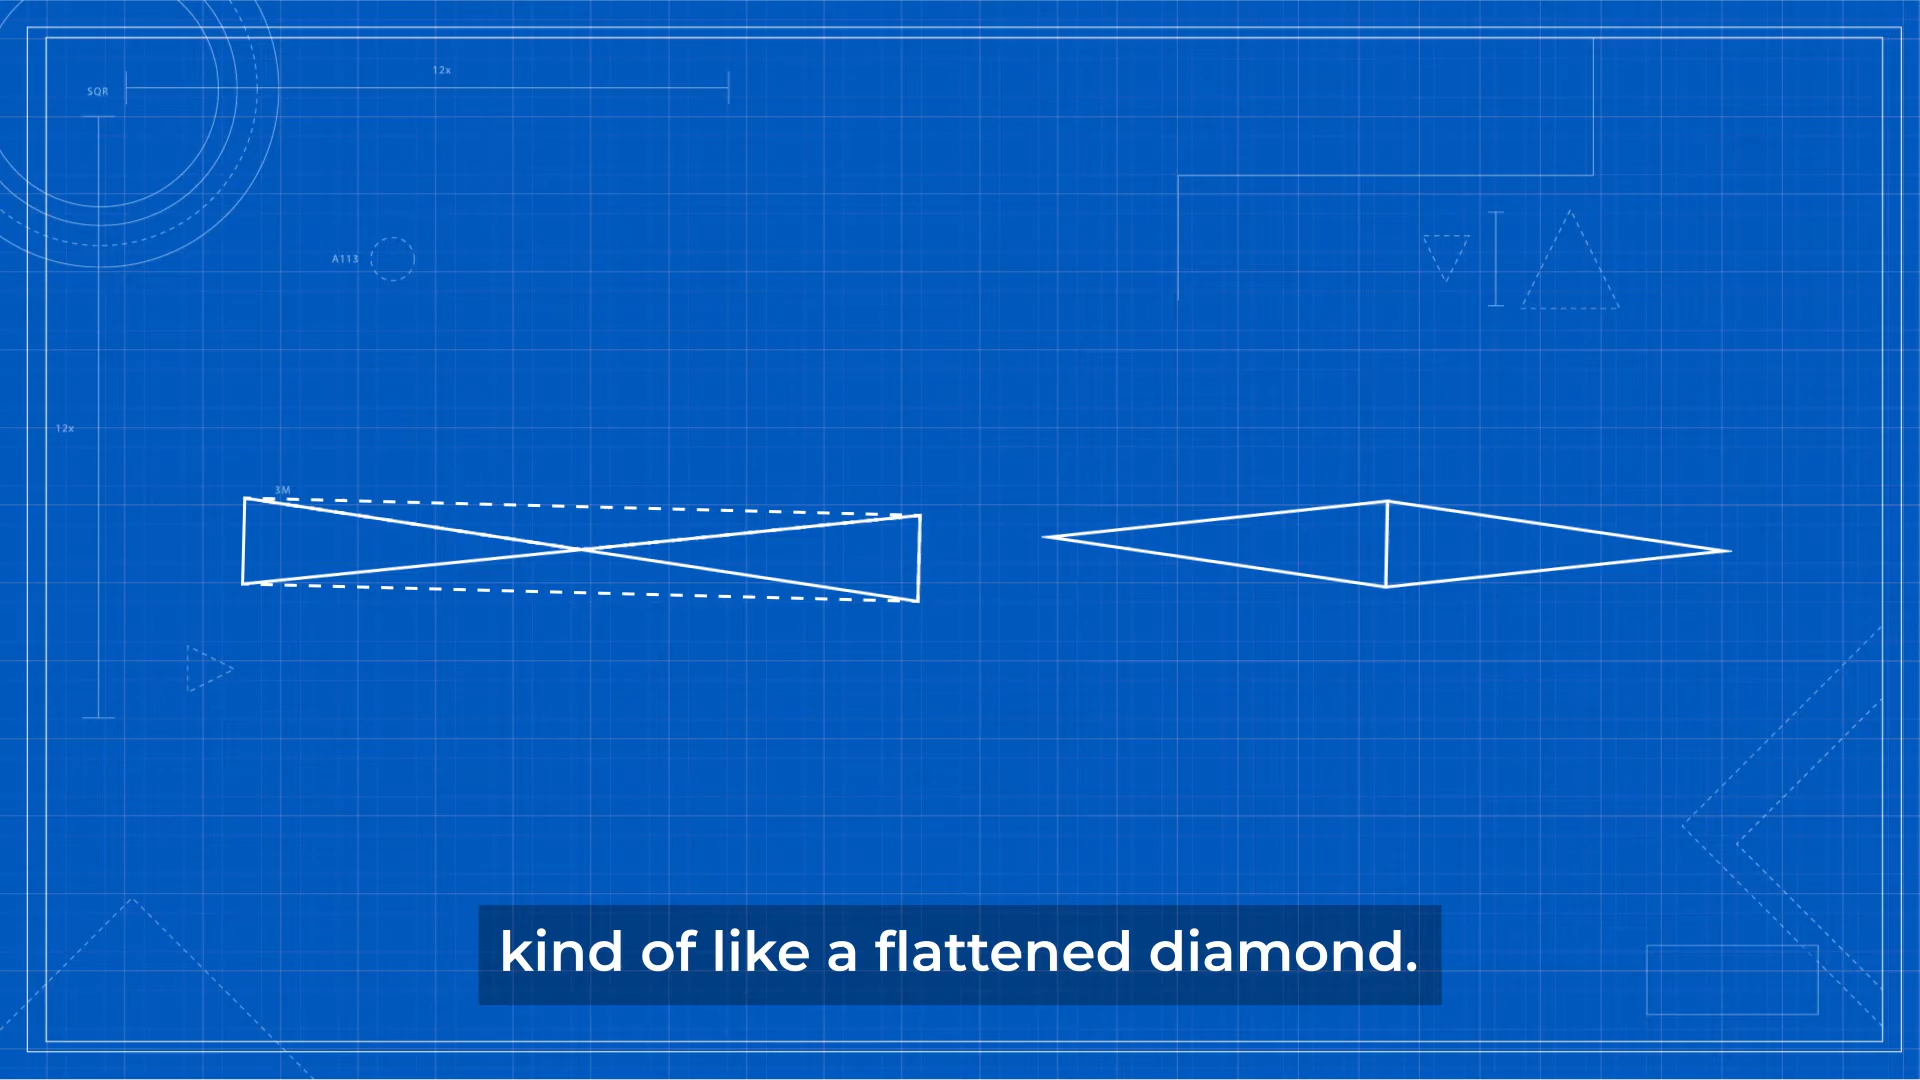 12x
SQR
A113
12x
3M
kind of like a flattened diamond.